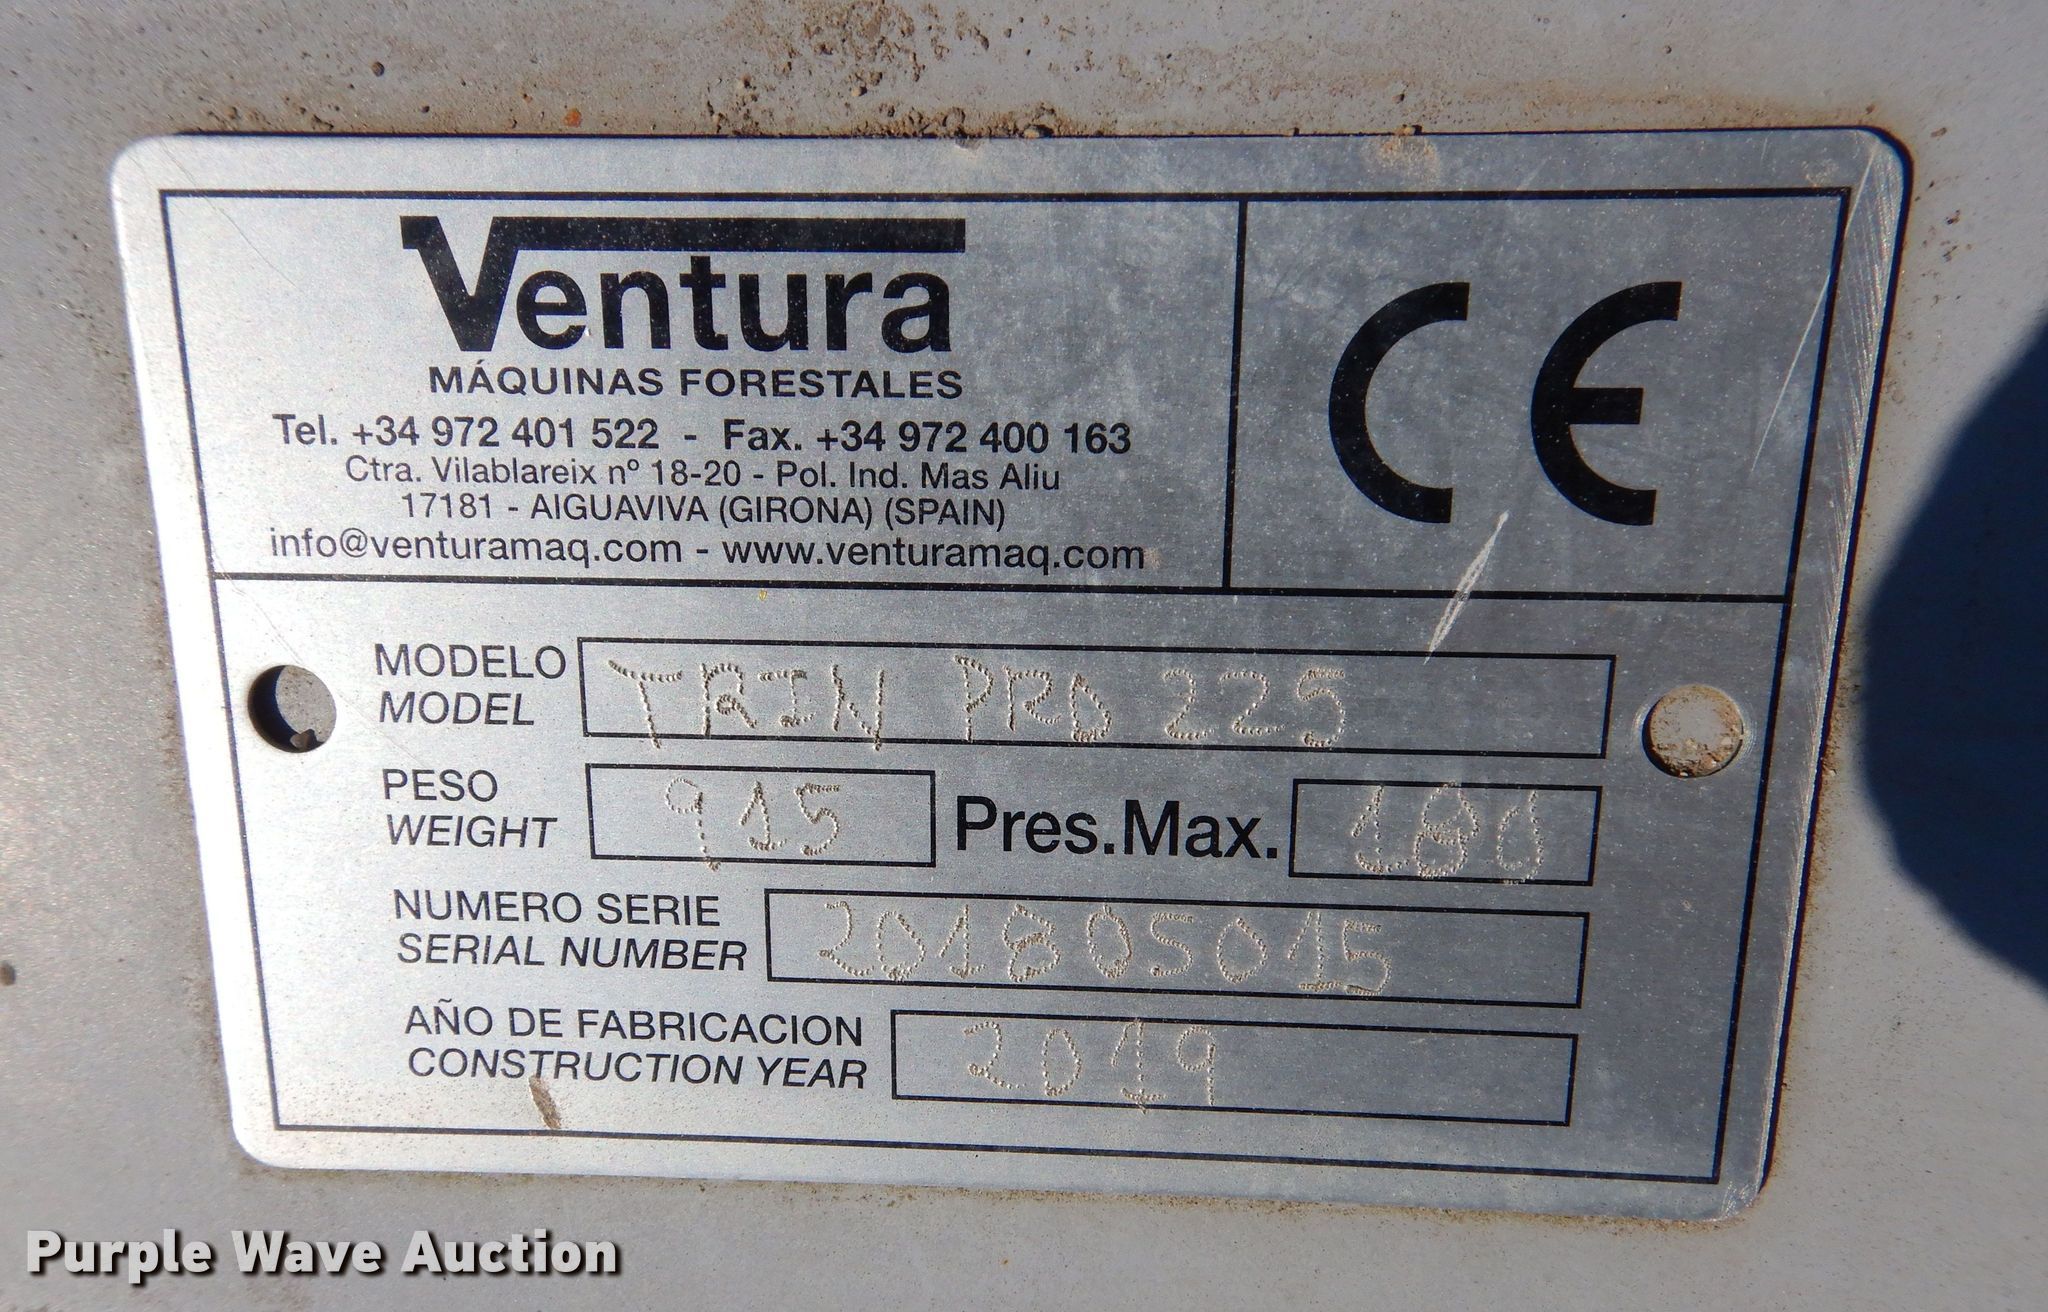 Ventura
MÁQUINAS FORESTALES
Tel. +34 972 401 522 - Fax. +34 972 400 163
Ctra. Vilablareix nº 18-20 - Pol. Ind. Mas Aliu
17181 - AIGUAVIVA (GIRONA) (SPAIN)
info@venturamaq.com - www.venturamaq.com
CE
MODELO
MODEL
TRIN PRO 225
PESO
WEIGHT
915
Pres.Max.
180
NUMERO SERIE
SERIAL NUMBER
201805015
AÑO DE FABRICACION
CONSTRUCTION YEAR
2019
Purple Wave Auction